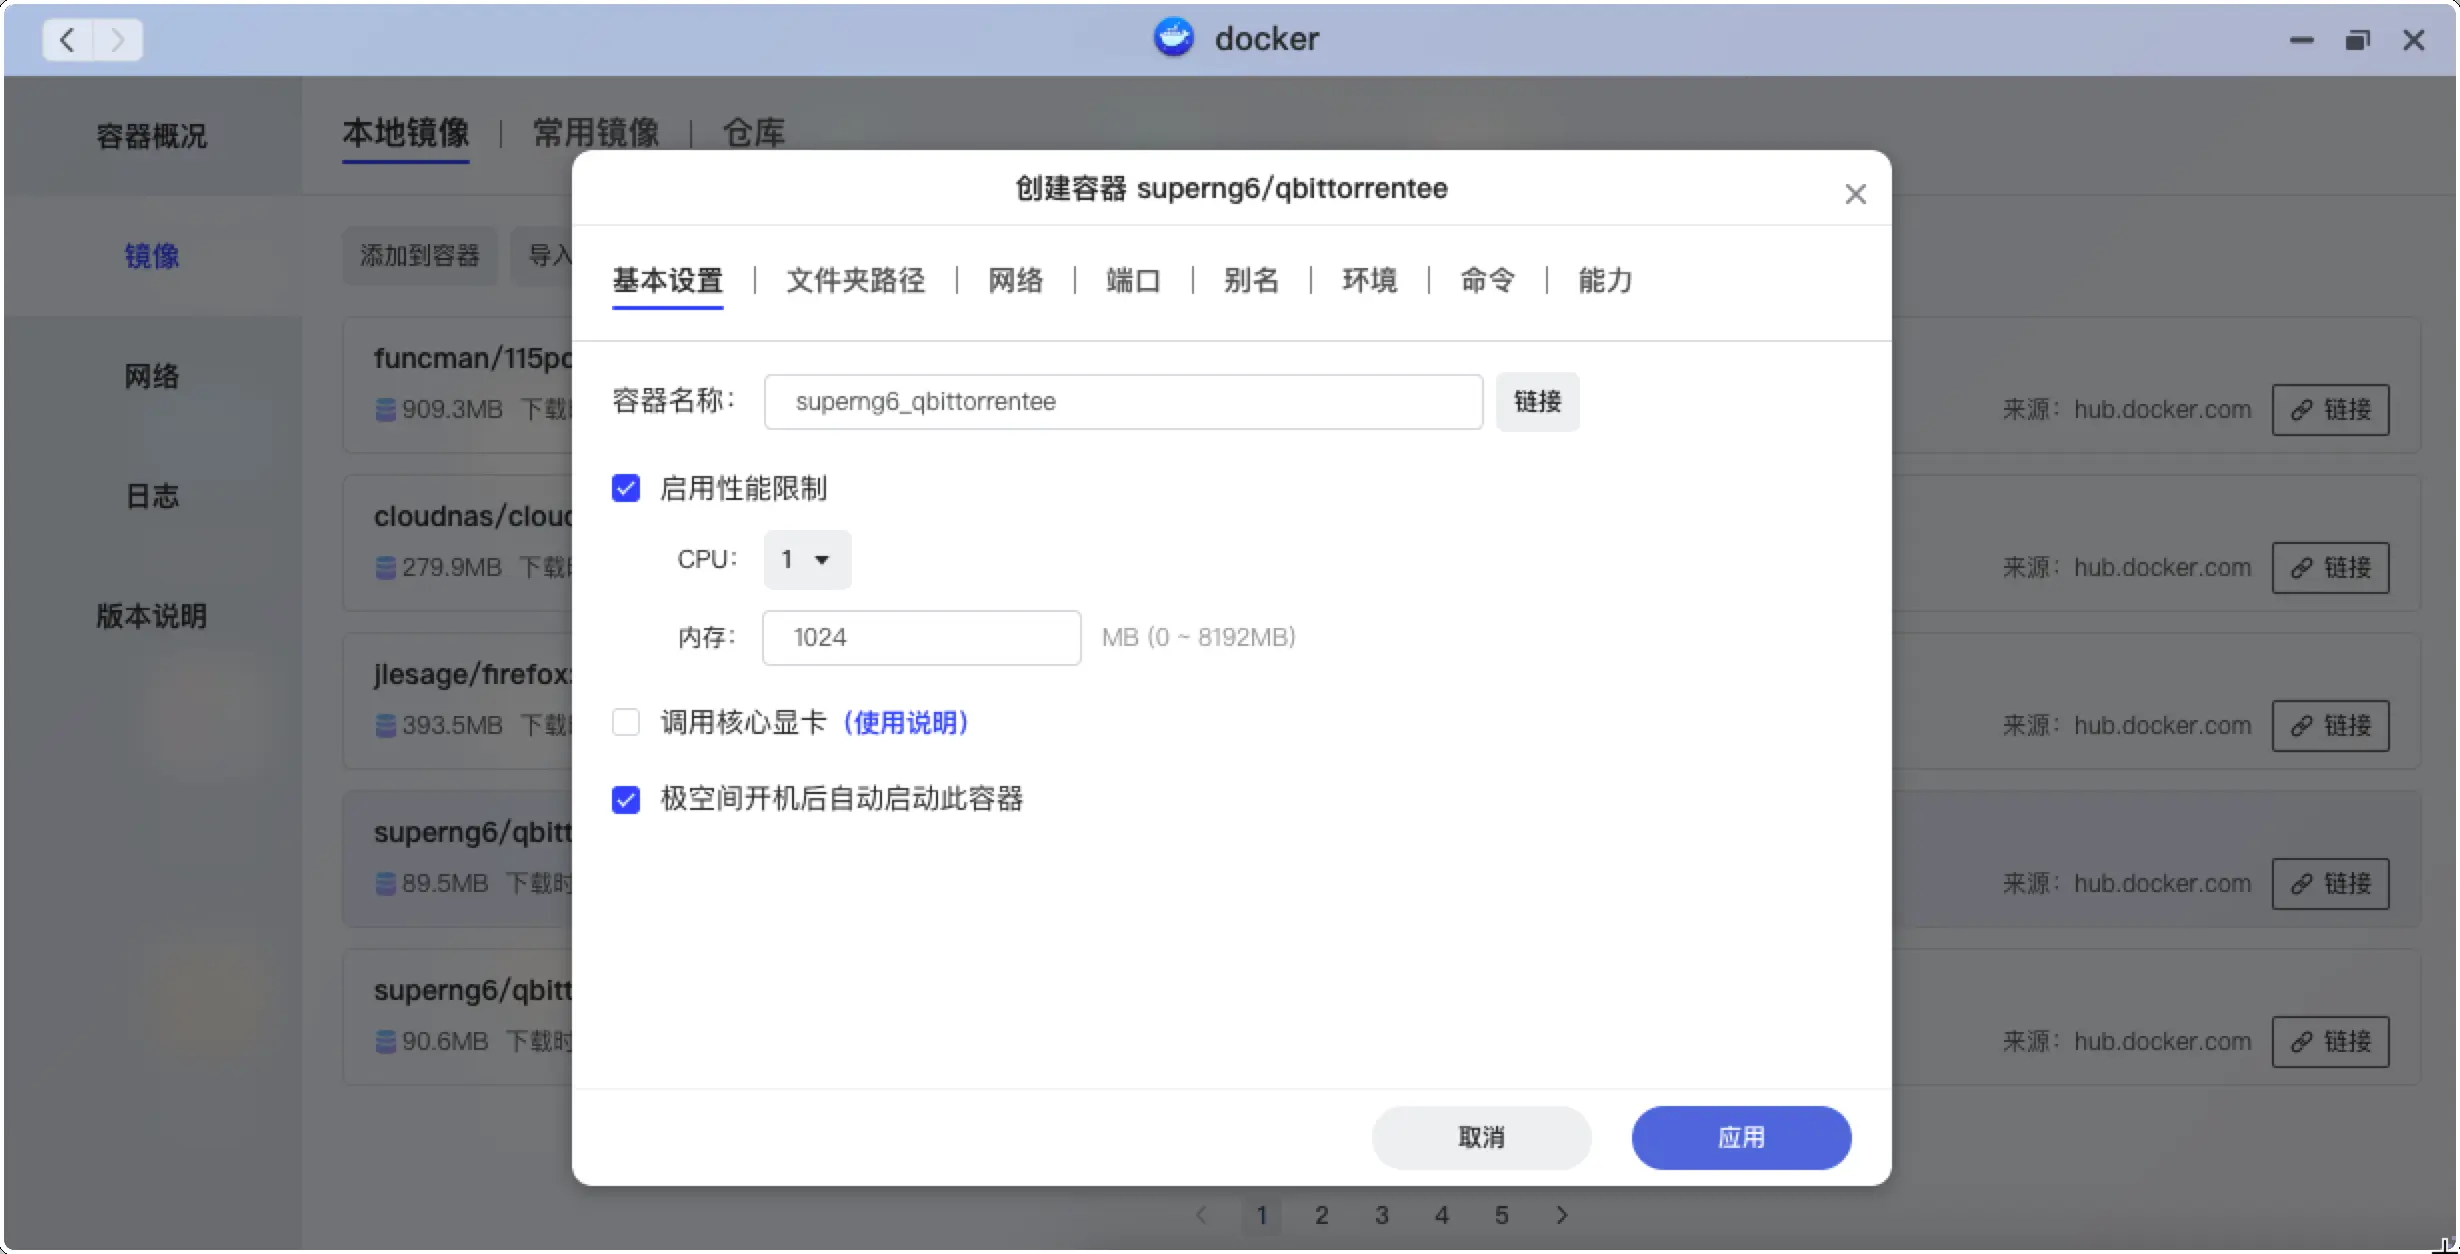 docker
容器概况
镜像
网络
日志
版本说明
本地镜像 | 常用镜像 | 仓库
添加到容器 导入
funcman/115pc
909.3MB 下载
来源：hub.docker.com 链接
cloudnas/cloud
279.9MB 下载
来源：hub.docker.com 链接
jlesage/firefox:
393.5MB 下载
来源：hub.docker.com 链接
superng6/qbitt
89.5MB 下载时
来源：hub.docker.com 链接
superng6/qbitt
90.6MB 下载时
来源：hub.docker.com 链接
创建容器 superng6/qbittorrentee
基本设置 | 文件夹路径 | 网络 | 端口 | 别名 | 环境 | 命令 | 能力
容器名称： superng6_qbittorrentee 链接
启用性能限制
CPU： 1
内存： 1024 MB (0 ~ 8192MB)
调用核心显卡（使用说明）
极空间开机后自动启动此容器
取消 应用
1 2 3 4 5